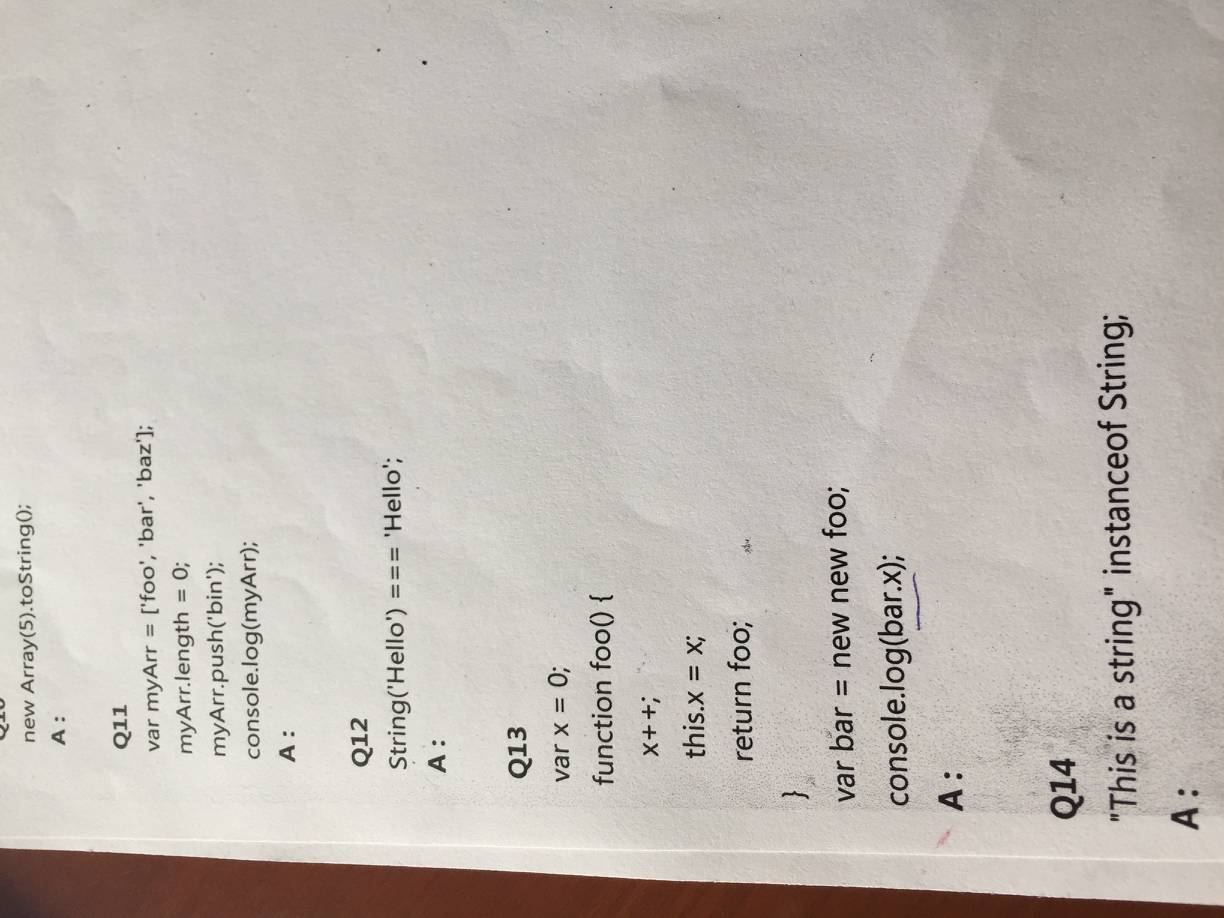 new Array(5).toString();
A :
Q11
var myArr = ['foo', 'bar', 'baz'];
myArr.length = 0;
myArr.push('bin');
console.log(myArr);
A :
Q12
String('Hello') === 'Hello';
A :
Q13
var x = 0;
function foo() {
x++;
this.x = x;
return foo;
}
var bar = new new foo;
console.log(bar.x);
A :
Q14
"This is a string" instanceof String;
A :